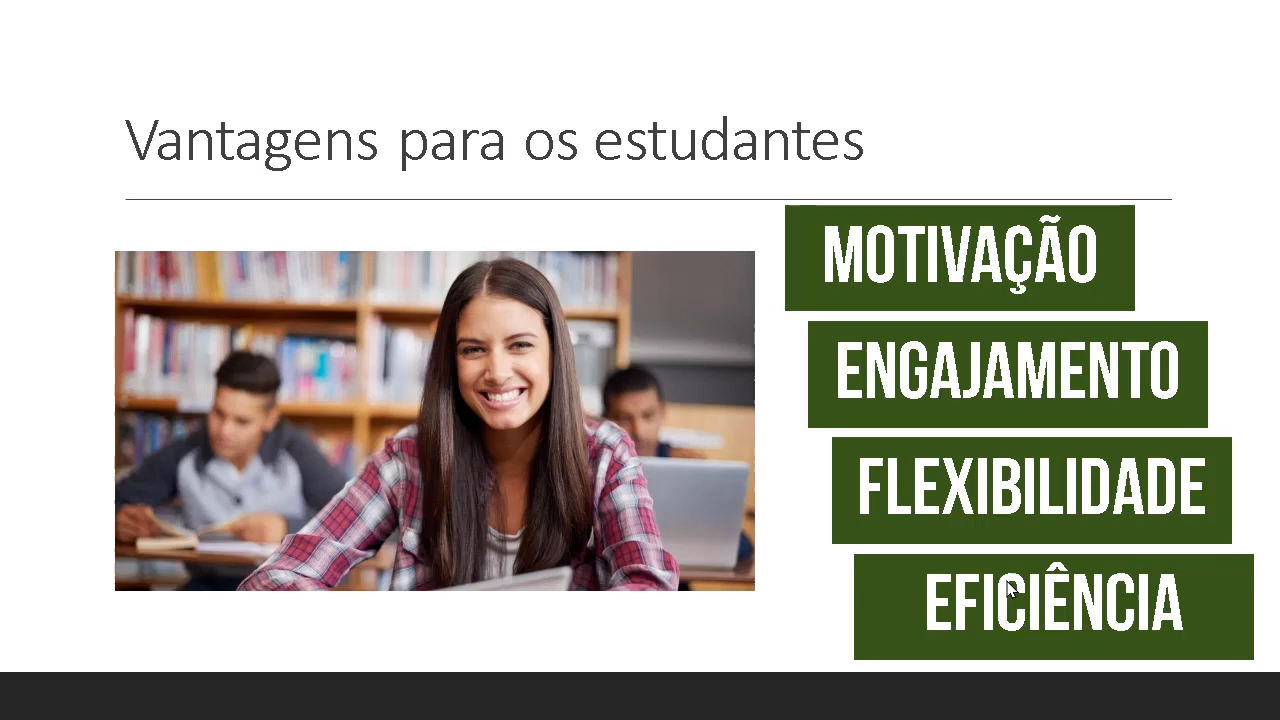 Vantagens para os estudantes
MOTIVAÇÃO
ENGAJAMENTO
FLEXIBILIDADE
EFICIÊNCIA